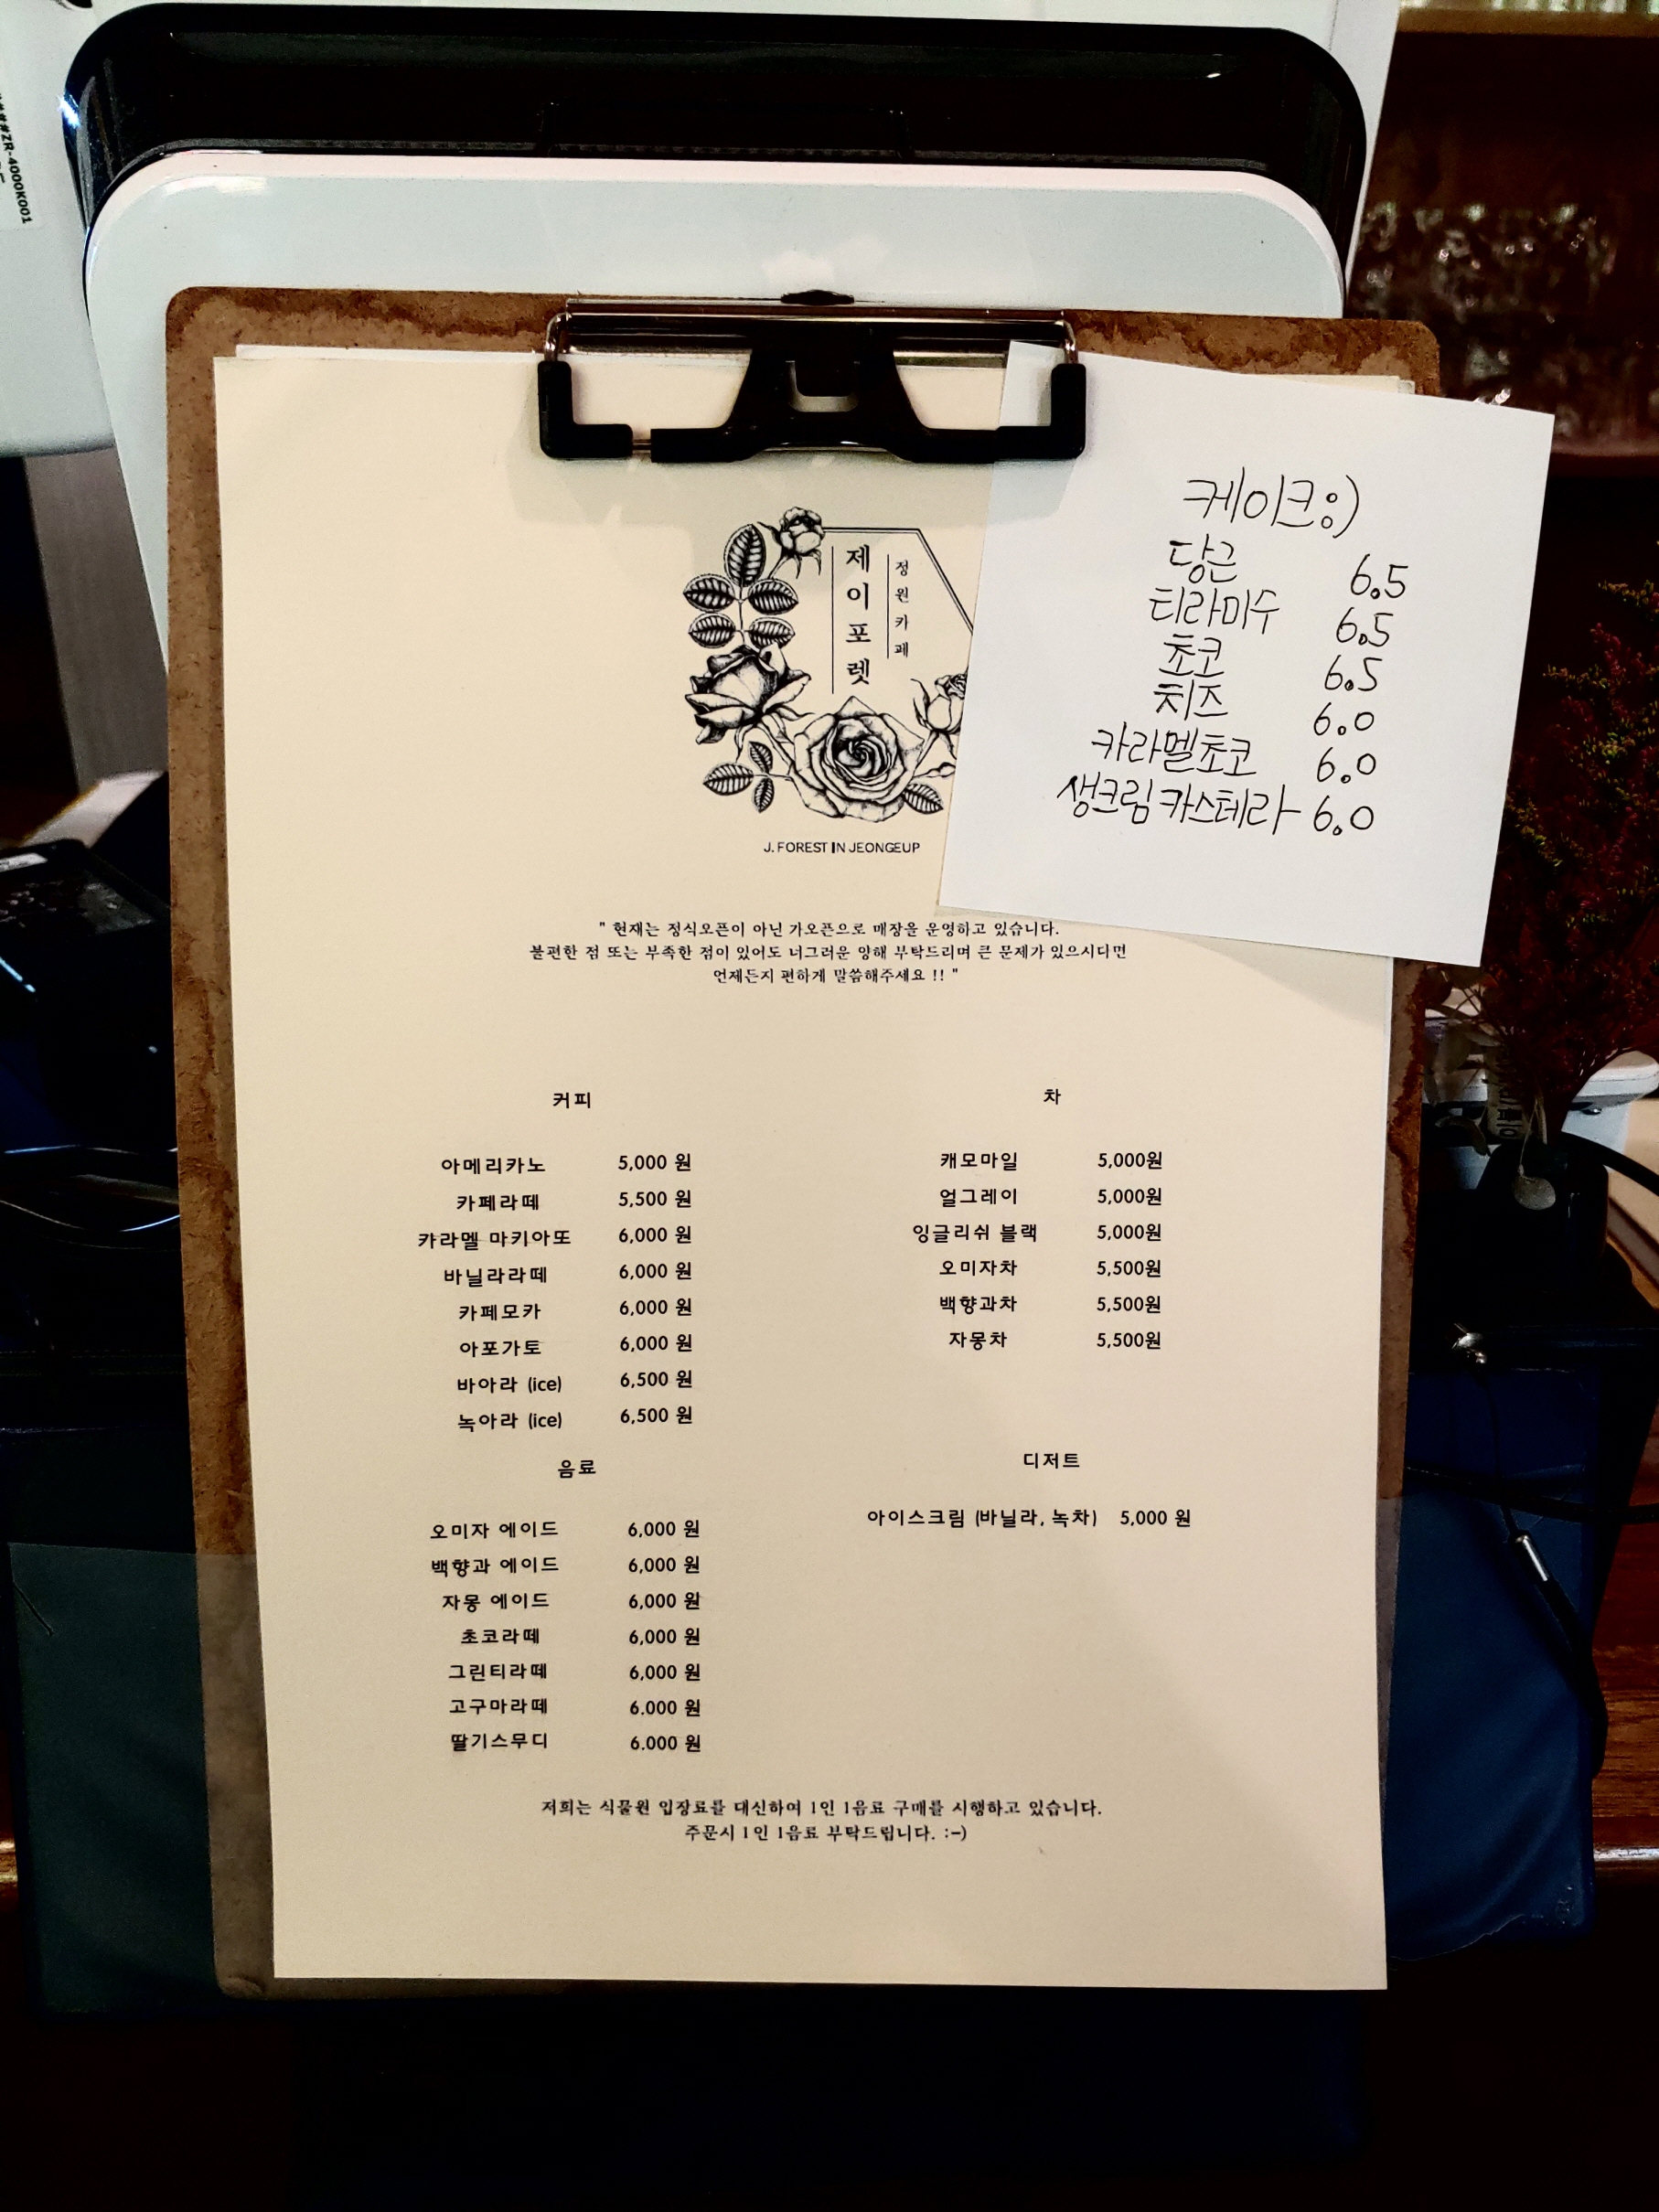 ###ZR-4000K001
제이포렛
정원카페
J. FOREST IN JEONGEUP
케이크:)
당근 6.5
티라미수 6.5
초코 6.5
치즈 6.0
카라멜초코 6.0
생크림 카스테라 6.0
" 현재는 정식오픈이 아닌 가오픈으로 매장을 운영하고 있습니다.
불편한 점 또는 부족한 점이 있어도 너그러운 양해 부탁드리며 큰 문제가 있으시다면
언제든지 편하게 말씀해주세요 !! "
커피
아메리카노 5,000 원
카페라떼 5,500 원
카라멜 마키아또 6,000 원
바닐라라떼 6,000 원
카페모카 6,000 원
아포가토 6,000 원
바아라 (ice) 6,500 원
녹아라 (ice) 6,500 원
차
캐모마일 5,000원
얼그레이 5,000원
잉글리쉬 블랙 5,000원
오미자차 5,500원
백향과차 5,500원
자몽차 5,500원
음료
오미자 에이드 6,000 원
백향과 에이드 6,000 원
자몽 에이드 6,000 원
초코라떼 6,000 원
그린티라떼 6,000 원
고구마라떼 6.000 원
딸기스무디 6.000 원
디저트
아이스크림 (바닐라, 녹차) 5,000 원
저희는 식물원 입장료를 대신하여 1인 1음료 구매를 시행하고 있습니다.
주문시 1인 1음료 부탁드립니다. :-)